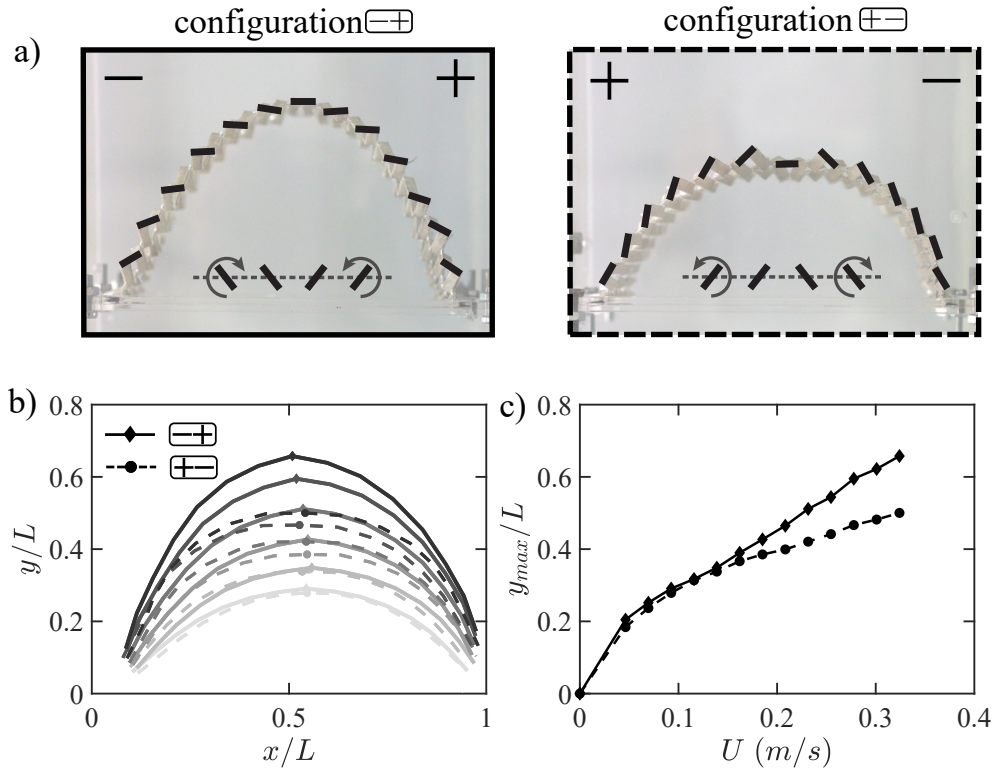 configuration −+
configuration +−
a)
− +
+ −
b)
0.8
0.6
0.4
0.2
0
y/L
−+
+−
0 0.5 1
x/L
c)
0.8
0.6
0.4
0.2
0
y_max/L
0 0.1 0.2 0.3 0.4
U (m/s)